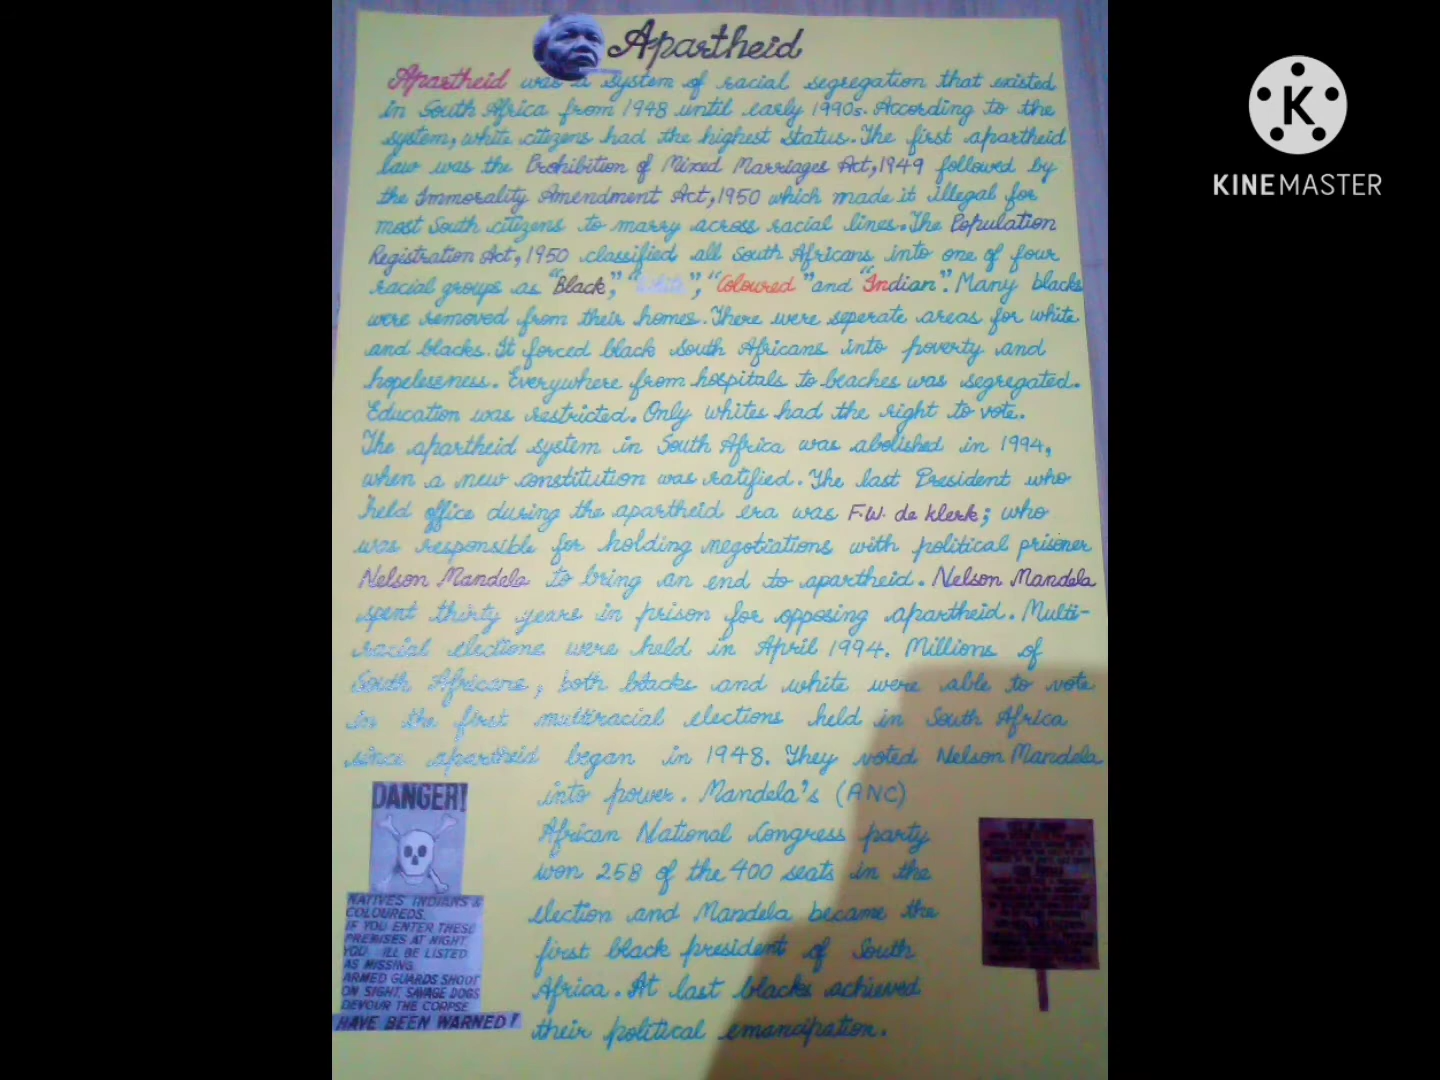 Apartheid
Apartheid was a system of racial segregation that existed
in South Africa from 1948 until early 1990s. According to the
system, white citizens had the highest status. The first apartheid
law was the Prohibition of Mixed Marriages Act, 1949 followed by
the Immorality Amendment Act, 1950 which made it illegal for
most South citizens to marry across racial lines. The Population
Registration Act, 1950 classified all South Africans into one of four
racial groups as "Black", "White", "Coloured" and "Indian". Many blacks
were removed from their homes. There were seperate areas for white
and blacks. It forced black South Africans into poverty and
hopelessness. Everywhere from hospitals to beaches was segregated.
Education was restricted. Only whites had the right to vote.
The apartheid system in South Africa was abolished in 1994,
when a new constitution was ratified. The last President who
held office during the apartheid era was F.W. de Klerk; who
was responsible for holding negotiations with political prisoner
Nelson Mandela to bring an end to apartheid. Nelson Mandela
spent thirty years in prison for opposing apartheid. Multi-
racial elections were held in April 1994. Millions of
South Africans, both blacks and white were able to vote
in the first multiracial elections held in South Africa
since apartheid began in 1948. They voted Nelson Mandela
into power. Mandela's (ANC)
African National Congress party
won 258 of the 400 seats in the
election and Mandela became the
first black president of South
Africa. At last blacks achieved
their political emancipation.
DANGER!
NATIVES INDIANS &
COLOUREDS.
IF YOU ENTER THESE
PREMISES AT NIGHT
YOU ILL BE LISTED
AS MISSING
ARMED GUARDS SHOOT
ON SIGHT, SAVAGE DOGS
DEVOUR THE CORPSE
HAVE BEEN WARNED!
KINEMASTER